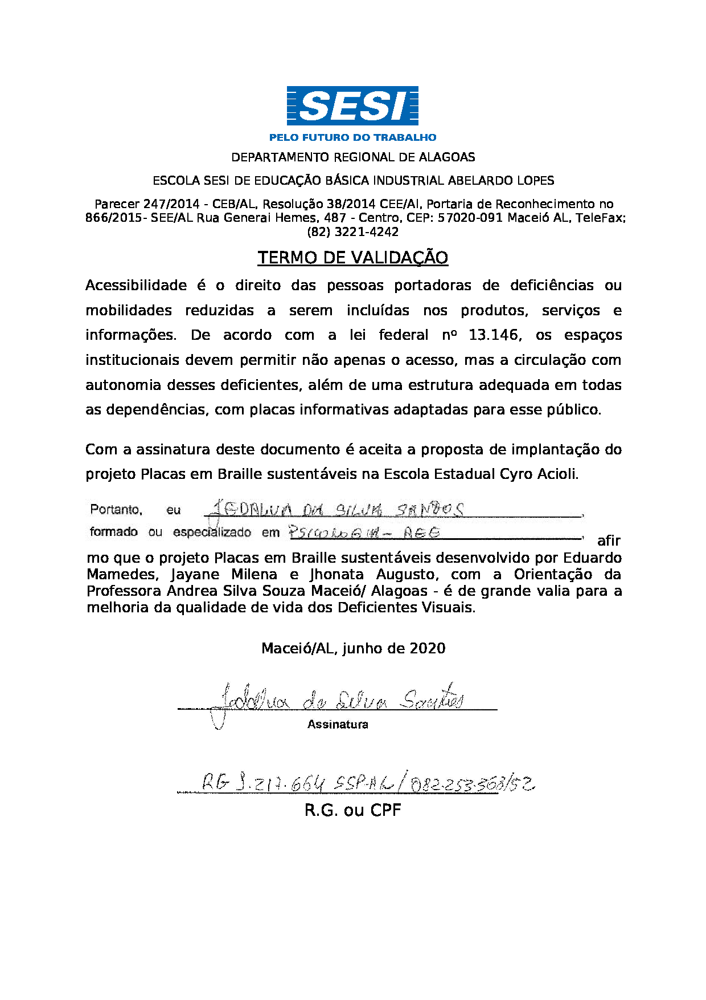 SESI
PELO FUTURO DO TRABALHO
DEPARTAMENTO REGIONAL DE ALAGOAS
ESCOLA SESI DE EDUCAÇÃO BÁSICA INDUSTRIAL ABELARDO LOPES
Parecer 247/2014 - CEB/AL, Resolução 38/2014 CEE/AI, Portaria de Reconhecimento no
866/2015- SEE/AL Rua Generai Hemes, 487 - Centro, CEP: 57020-091 Maceió AL, TeleFax;
(82) 3221-4242
TERMO DE VALIDAÇÃO
Acessibilidade é o direito das pessoas portadoras de deficiências ou
mobilidades reduzidas a serem incluídas nos produtos, serviços e
informações. De acordo com a lei federal nº 13.146, os espaços
institucionais devem permitir não apenas o acesso, mas a circulação com
autonomia desses deficientes, além de uma estrutura adequada em todas
as dependências, com placas informativas adaptadas para esse público.
Com a assinatura deste documento é aceita a proposta de implantação do
projeto Placas em Braille sustentáveis na Escola Estadual Cyro Acioli.
Portanto, eu JEDALVA DA SILVA SANTOS,
formado ou especializado em PSICOLOGIA - AEE, afir
mo que o projeto Placas em Braille sustentáveis desenvolvido por Eduardo
Mamedes, Jayane Milena e Jhonata Augusto, com a Orientação da
Professora Andrea Silva Souza Maceió/ Alagoas - é de grande valia para a
melhoria da qualidade de vida dos Deficientes Visuais.
Maceió/AL, junho de 2020
da Silva Santos
Assinatura
RG 3.217.664 SSP-AL / 082.253.368/52
R.G. ou CPF